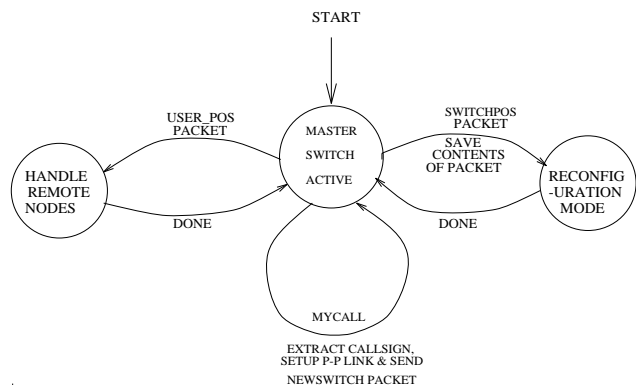 START
USER_POS
PACKET
MASTER
SWITCH
ACTIVE
SWITCHPOS
PACKET
SAVE
CONTENTS
OF PACKET
HANDLE
REMOTE
NODES
RECONFIG
-URATION
MODE
DONE
DONE
MYCALL
EXTRACT CALLSIGN,
SETUP P-P LINK & SEND
NEWSWITCH PACKET